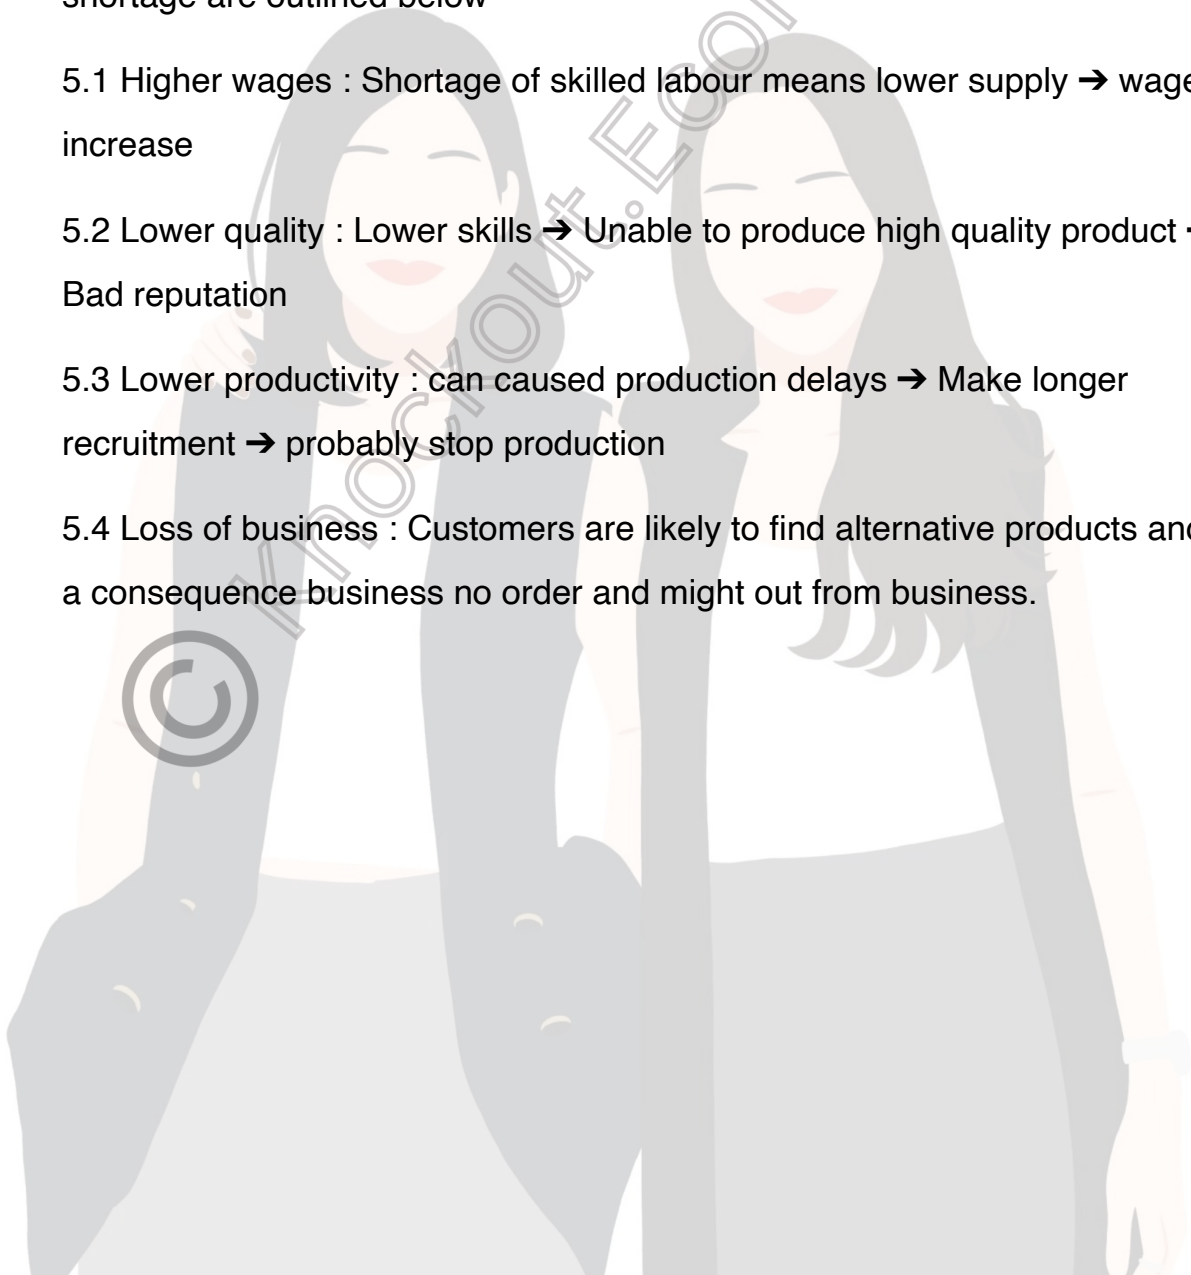 shortage are outlined below
5.1 Higher wages : Shortage of skilled labour means lower supply ➔ wage
increase
5.2 Lower quality : Lower skills ➔ Unable to produce high quality product
Bad reputation
5.3 Lower productivity : can caused production delays ➔ Make longer
recruitment ➔ probably stop production
5.4 Loss of business : Customers are likely to find alternative products an
a consequence business no order and might out from business.
© Knockout.Econ